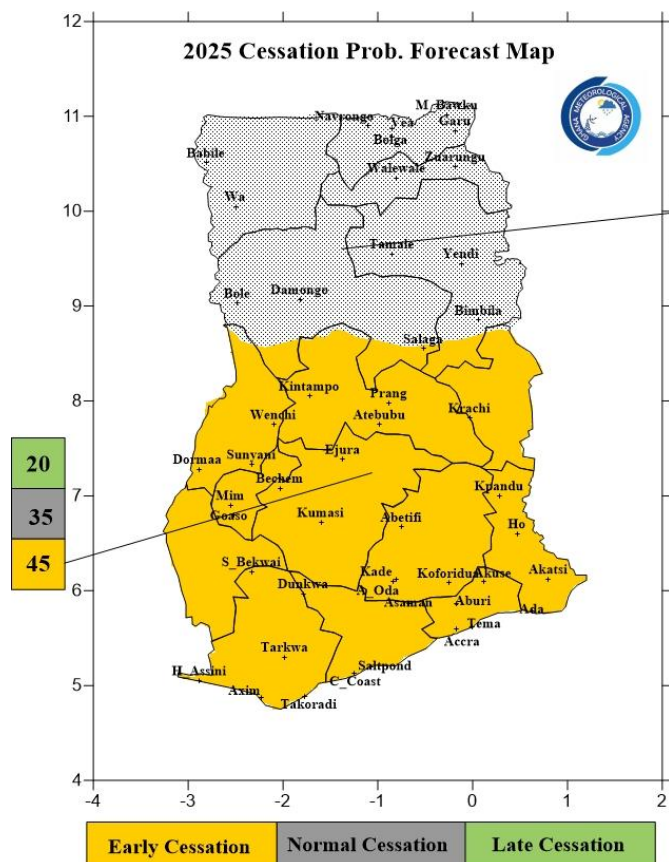 12
2025 Cessation Prob. Forecast Map
GHANA METEOROLOGICAL AGENCY
11
M_Bawku
Navrongo
Vea
Garu
Bolga
Babile
Zuarungu
Walewale
Wa
10
Tamale
Yendi
Damongo
Bole
9
Bimbila
Salaga
8
Kintampo
Prang
Krachi
Wenchi
Atebubu
Ejura
Sunyani
Dormaa
Bechem
20
7
Mim
Kpandu
35
Goaso
Kumasi
Abetifi
Ho
45
S_Bekwai
Kade
Koforidua
Akuse
Akatsi
6
Dunkwa
A_Oda
Asaman
Aburi
Ada
Tema
Accra
Tarkwa
Saltpond
H_Assini
C_Coast
5
Axim
Takoradi
4
-4
-3
-2
-1
0
1
2
Early Cessation
Normal Cessation
Late Cessation